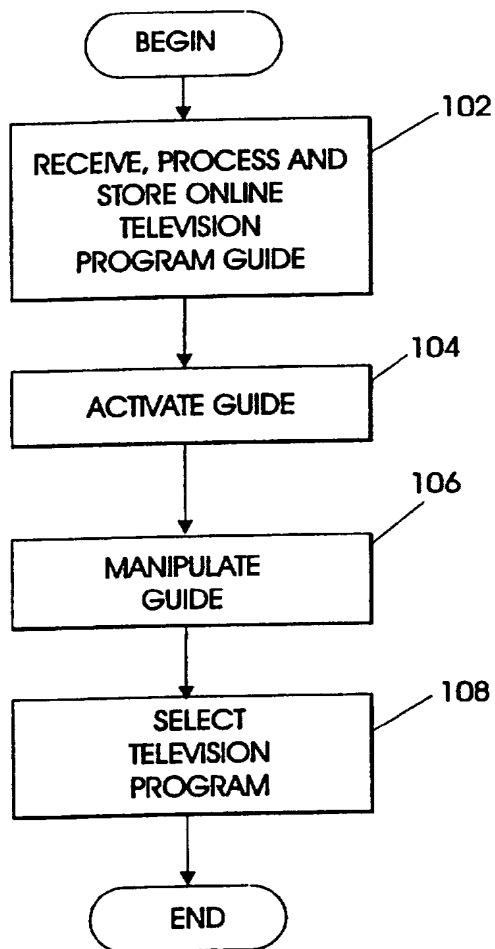 BEGIN
102
RECEIVE, PROCESS AND
STORE ONLINE
TELEVISION
PROGRAM GUIDE
104
ACTIVATE GUIDE
106
MANIPULATE
GUIDE
108
SELECT
TELEVISION
PROGRAM
END